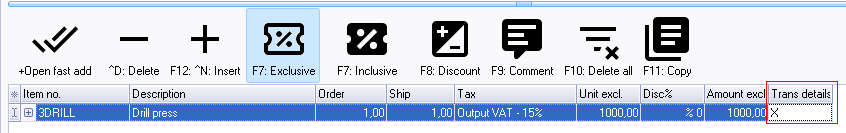 +Open fast add ^D: Delete F12: ^N: Insert F7: Exclusive F7: Inclusive F8: Discount F9: Comment F10: Delete all F11: Copy
Item no. Description Order Ship Tax Unit excl. Disc% Amount excl Trans details
3DRILL Drill press 1,00 1,00 Output VAT - 15% 1000,00 % 0 1000,00 X